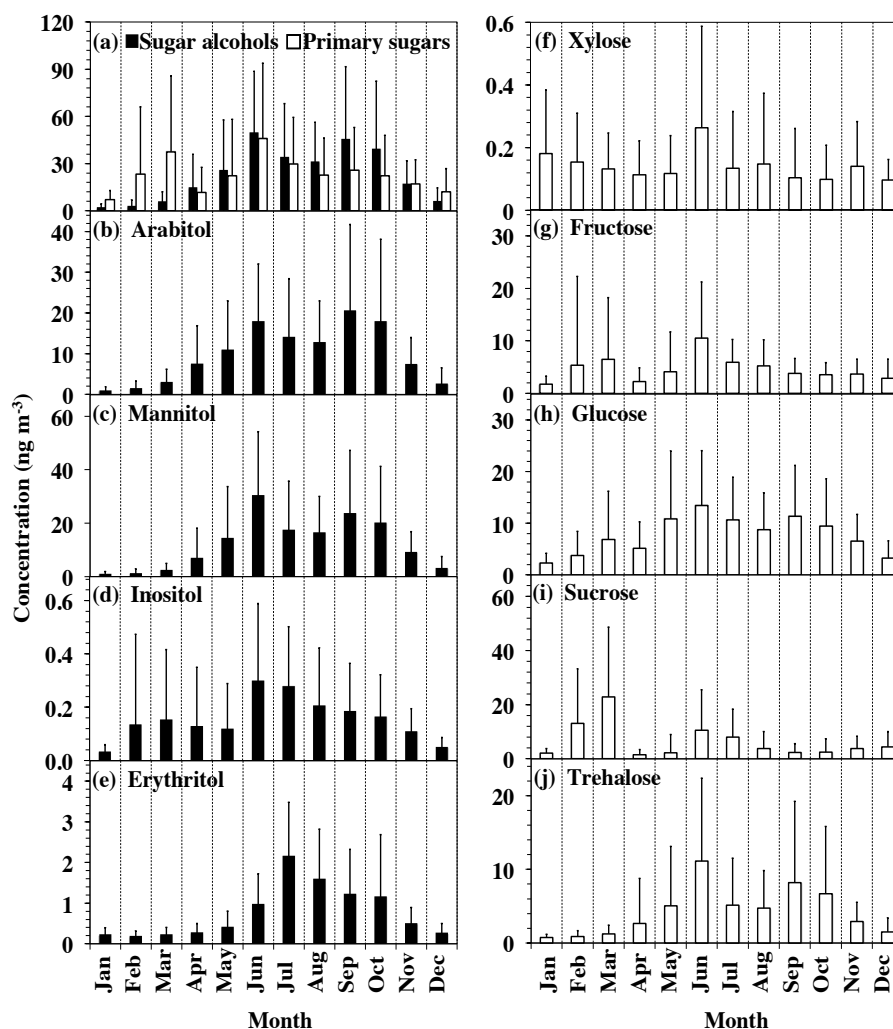 (a) Sugar alcohols Primary sugars
120
90
60
30
0
(b) Arabitol
40
30
20
10
0
(c) Mannitol
60
40
20
0
(d) Inositol
0.6
0.4
0.2
0.0
(e) Erythritol
4
3
2
1
0
Jan Feb Mar Apr May Jun Jul Aug Sep Oct Nov Dec
Month
Concentration (ng m-3)
(f) Xylose
0.6
0.4
0.2
0
(g) Fructose
30
20
10
0
(h) Glucose
30
20
10
0
(i) Sucrose
60
40
20
0
(j) Trehalose
20
10
0
Jan Feb Mar Apr May Jun Jul Aug Sep Oct Nov Dec
Month